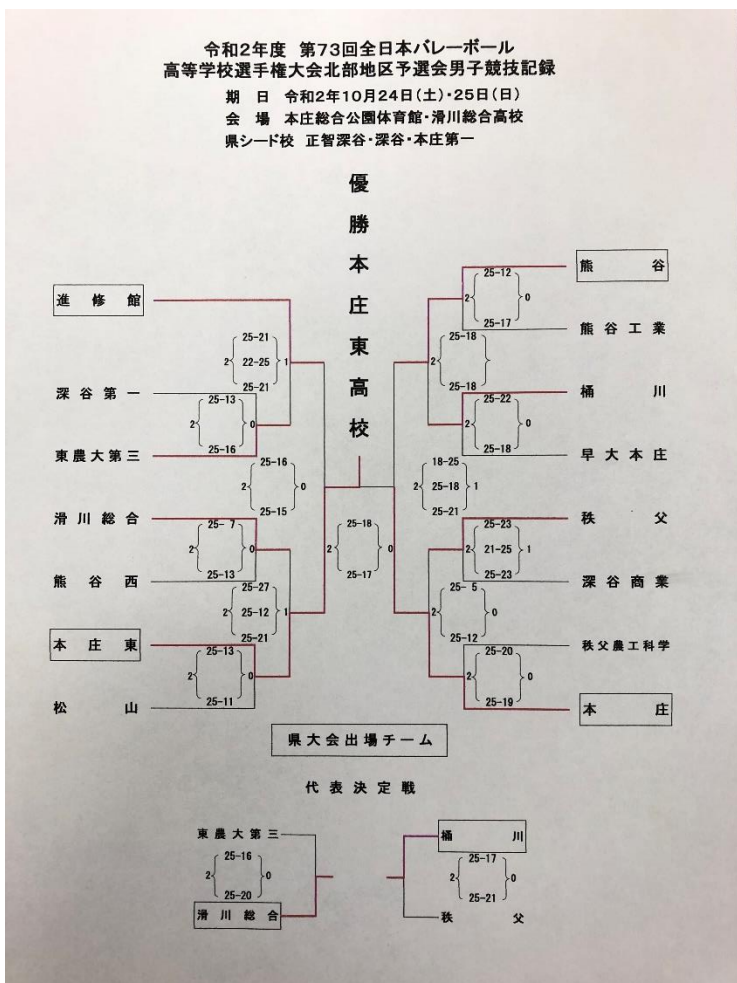 令和2年度 第73回全日本バレーボール
高等学校選手権大会北部地区予選会男子競技記録
期 日 令和2年10月24日(土)・25日(日)
会 場 本庄総合公園体育館・滑川総合高校
県シード校 正智深谷・深谷・本庄第一
優勝本庄東高校
進修館
25-21
2 22-25 1
25-21
深谷第一
25-13
2 0
25-16
東農大第三
25-16
2 0
25-15
滑川総合
25- 7
2 0
25-13
熊谷西
25-27
2 25-12 1
25-21
本庄東
25-13
2 0
25-11
松山
25-18
2 0
25-17
熊谷
25-12
2 0
25-17
熊谷工業
25-18
2
25-18
桶川
25-22
2 0
25-18
早大本庄
18-25
2 25-18 1
25-21
秩父
25-23
2 21-25 1
25-23
深谷商業
25- 5
2 0
25-12
秩父農工科学
25-20
2 0
25-19
本庄
県大会出場チーム
代表決定戦
東農大第三
25-16
2 0
25-20
滑川総合
桶川
25-17
2 0
25-21
秩父